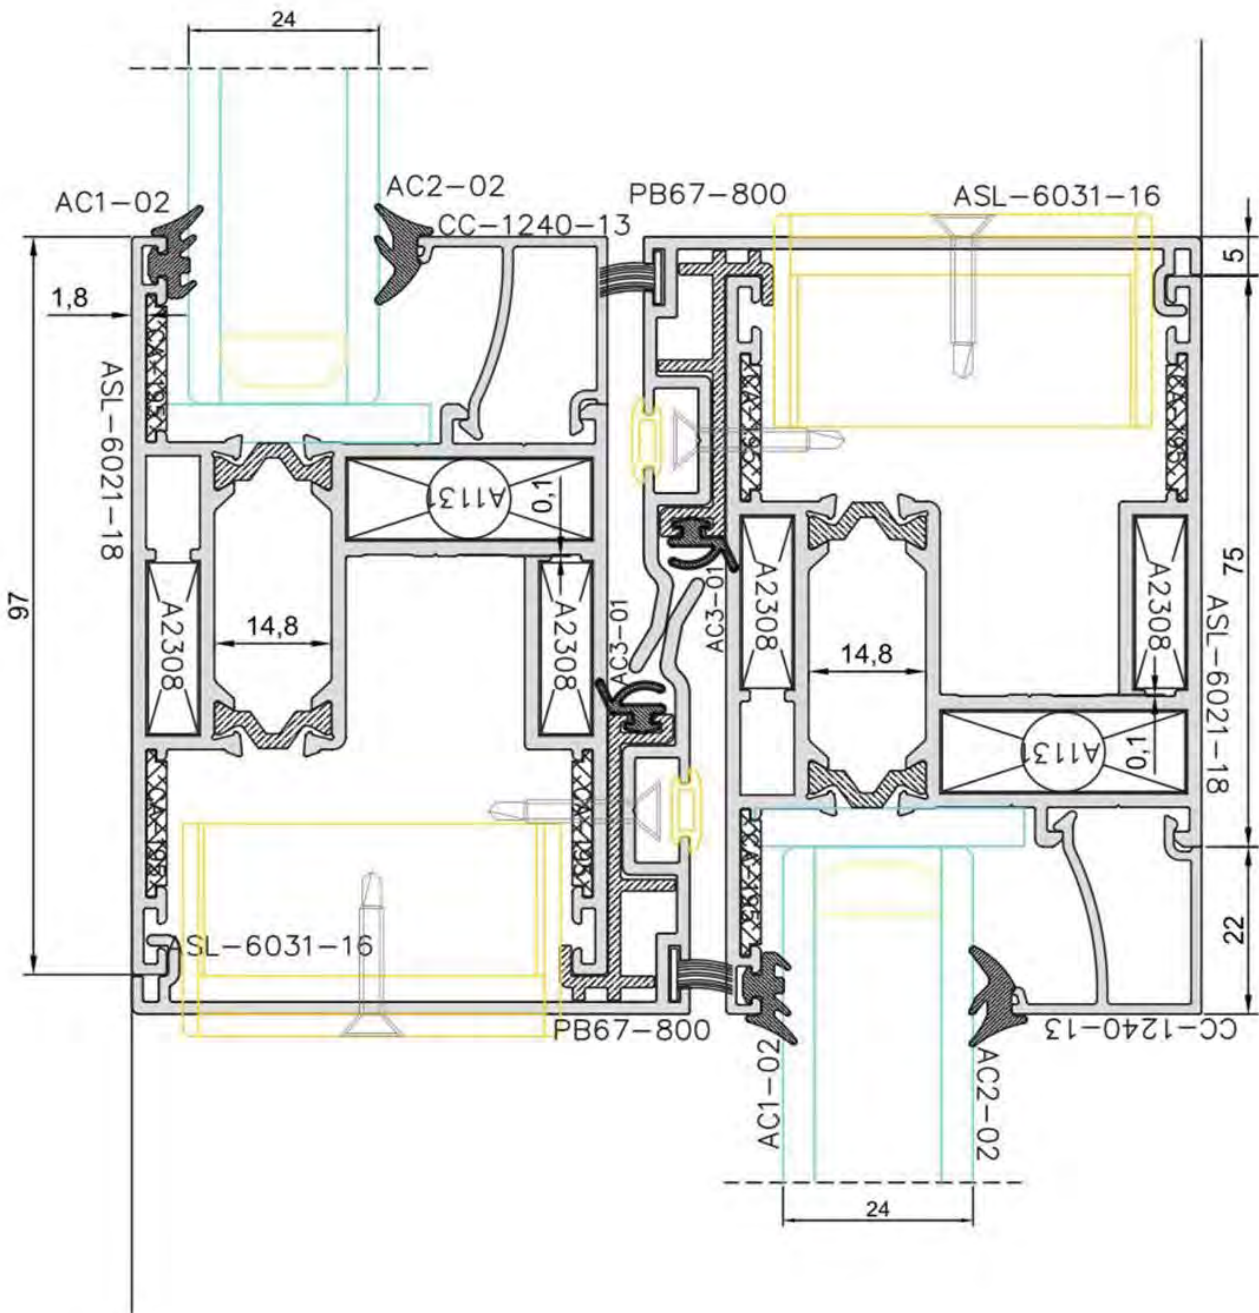 24
AC1-02
AC2-02
CC-1240-13
PB67-800
ASL-6031-16
5
1,8
ASL-6021-18
A1131
0,1
97
A2308
14,8
A2308
AC3-01
AC3-01
A2308
14,8
A2308
75
ASL-6021-18
A1131
0,1
ASL-6031-16
PB67-800
22
CC-1240-13
AC1-02
AC2-02
24